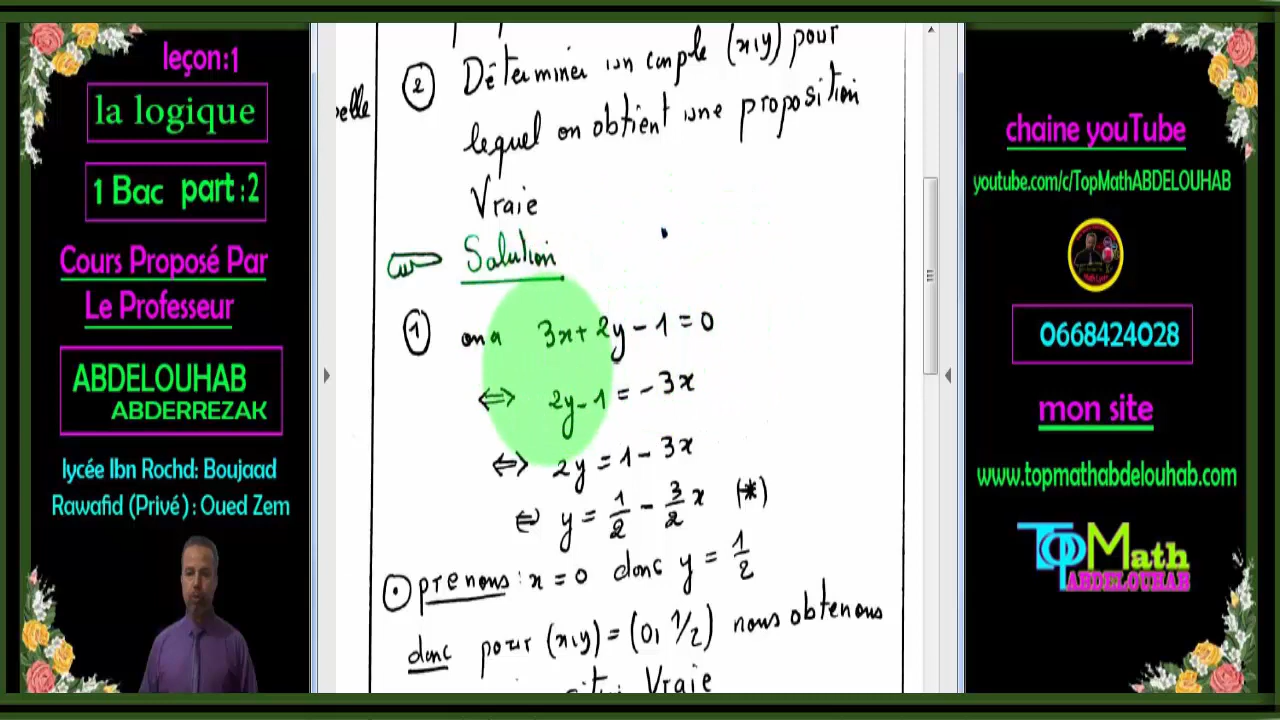 leçon:1
la logique
1 Bac part:2
Cours Proposé Par
Le Professeur
ABDELOUHAB
ABDERREZAK
lycée Ibn Rochd: Boujaad
Rawafid (Privé) : Oued Zem
elle
② Déterminer un couple (x,y) pour
lequel on obtient une proposition
Vraie
Solution
① on a 3x + 2y - 1 = 0
⇔ 2y - 1 = - 3x
⇔ 2y = 1 - 3x
⇔ y = 1/2 - 3/2 x (*)
⊙ prenons : x = 0 donc y = 1/2
donc pour (x,y) = (0, 1/2) nous obtenons
Vraie
chaine youTube
youtube.com/c/TopMathABDELOUHAB
0668424028
mon site
www.topmathabdelouhab.com
TopMath
ABDELOUHAB